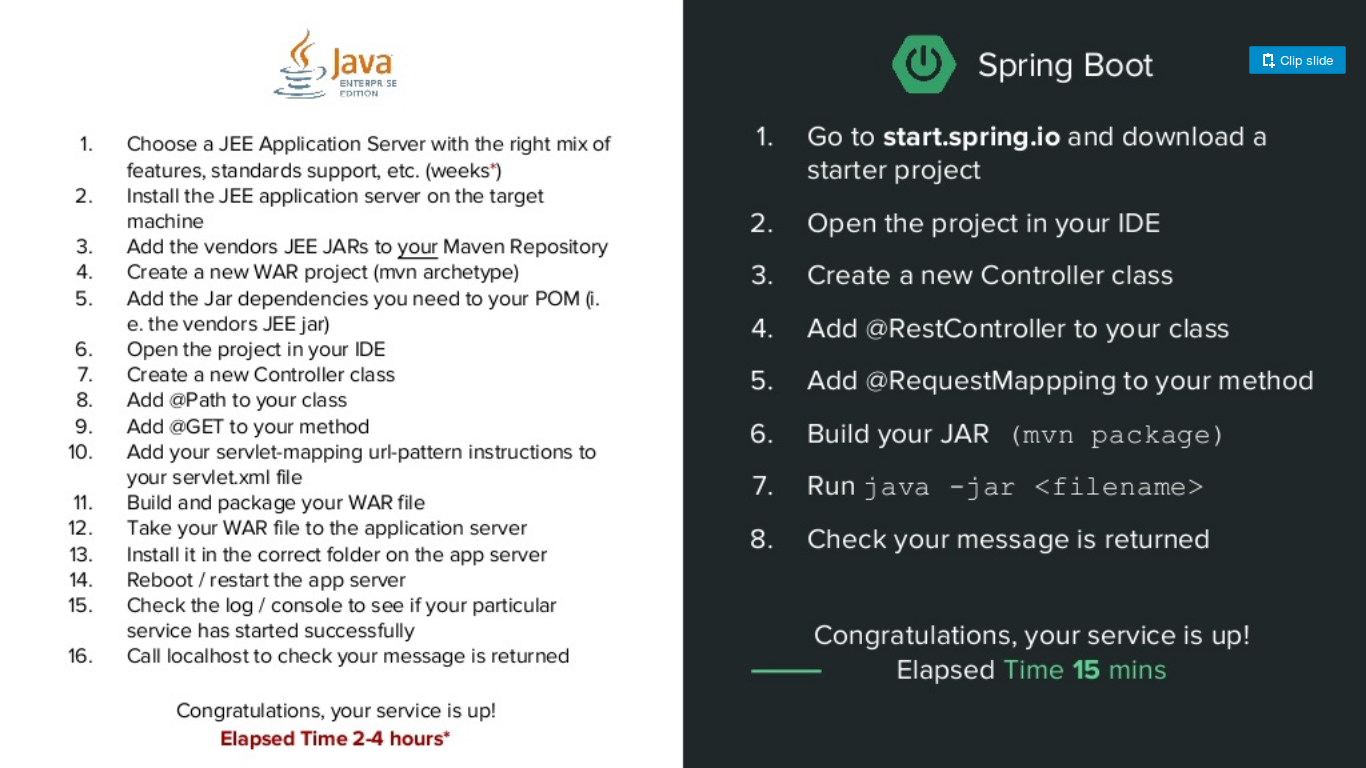 Java
ENTERPR SE
EDITION
1. Choose a JEE Application Server with the right mix of
features, standards support, etc. (weeks*)
2. Install the JEE application server on the target
machine
3. Add the vendors JEE JARs to your Maven Repository
4. Create a new WAR project (mvn archetype)
5. Add the Jar dependencies you need to your POM (i.
e. the vendors JEE jar)
6. Open the project in your IDE
7. Create a new Controller class
8. Add @Path to your class
9. Add @GET to your method
10. Add your servlet-mapping url-pattern instructions to
your servlet.xml file
11. Build and package your WAR file
12. Take your WAR file to the application server
13. Install it in the correct folder on the app server
14. Reboot / restart the app server
15. Check the log / console to see if your particular
service has started successfully
16. Call localhost to check your message is returned
Congratulations, your service is up!
Elapsed Time 2-4 hours*
Spring Boot
Clip slide
1. Go to start.spring.io and download a
starter project
2. Open the project in your IDE
3. Create a new Controller class
4. Add @RestController to your class
5. Add @RequestMappping to your method
6. Build your JAR (mvn package)
7. Run java -jar <filename>
8. Check your message is returned
Congratulations, your service is up!
Elapsed Time 15 mins